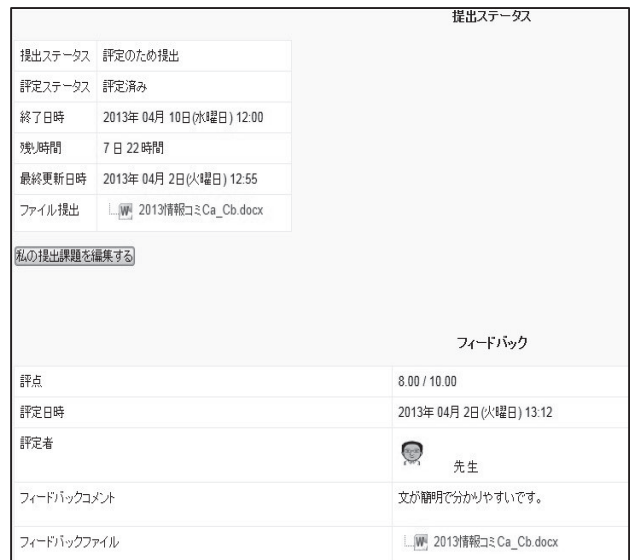 提出ステータス
提出ステータス 評定のため提出
評定ステータス 評定済み
終了日時 2013年 04月 10日(水曜日) 12:00
残り時間 7 日 22 時間
最終更新日時 2013年 04月 2日(火曜日) 12:55
ファイル提出 2013情報コミCa_Cb.docx
私の提出課題を編集する
フィードバック
評点 8.00 / 10.00
評定日時 2013年 04月 2日(火曜日) 13:12
評定者 先生
フィードバックコメント 文が簡明で分かりやすいです。
フィードバックファイル 2013情報コミCa_Cb.docx